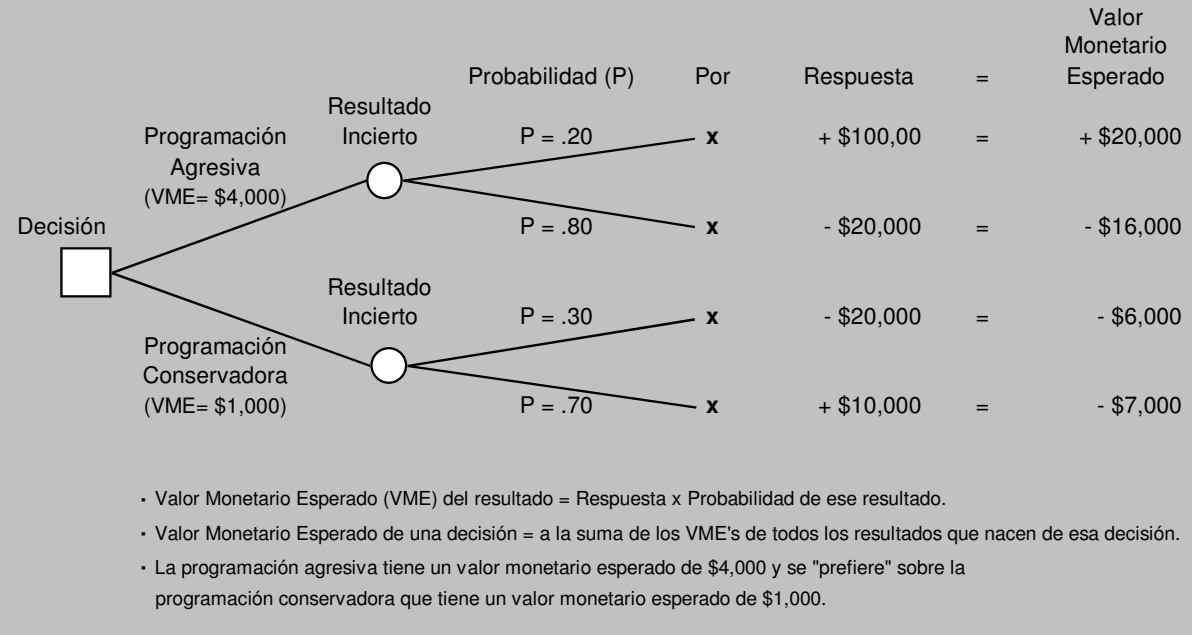 Valor
Monetario
Probabilidad (P) Por Respuesta = Esperado
Resultado
Incierto
Programación
Agresiva
(VME= $4,000)
P = .20 x + $100,00 = + $20,000
Decisión
P = .80 x - $20,000 = - $16,000
Resultado
Incierto
P = .30 x - $20,000 = - $6,000
Programación
Conservadora
(VME= $1,000)
P = .70 x + $10,000 = - $7,000
· Valor Monetario Esperado (VME) del resultado = Respuesta x Probabilidad de ese resultado.
· Valor Monetario Esperado de una decisión = a la suma de los VME's de todos los resultados que nacen de esa decisión.
· La programación agresiva tiene un valor monetario esperado de $4,000 y se "prefiere" sobre la
programación conservadora que tiene un valor monetario esperado de $1,000.